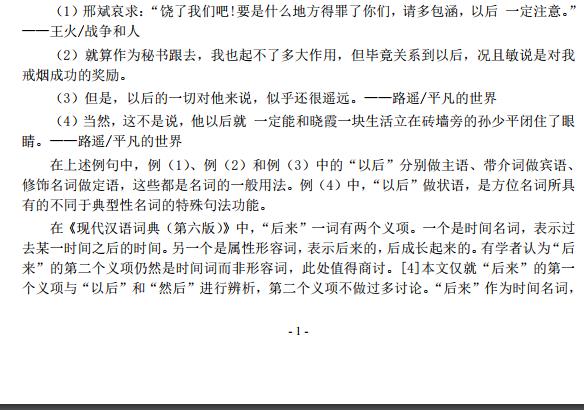 （1）邢斌哀求：“饶了我们吧!要是什么地方得罪了你们，请多包涵，以后 一定注意。”
——王火/战争和人
（2）就算作为秘书跟去，我也起不了多大作用，但毕竟关系到以后，况且敏说是对我
戒烟成功的奖励。
（3）但是，以后的一切对他来说，似乎还很遥远。——路遥/平凡的世界
（4）当然，这不是说，他以后就 一定能和晓霞一块生活立在砖墙旁的孙少平闭住了眼
睛。——路遥/平凡的世界
在上述例句中，例（1）、例（2）和例（3）中的“以后”分别做主语、带介词做宾语、
修饰名词做定语，这些都是名词的一般用法。例（4）中，“以后”做状语，是方位名词所具
有的不同于典型性名词的特殊句法功能。
在《现代汉语词典（第六版）》中，“后来”一词有两个义项。一个是时间名词，表示过
去某一时间之后的时间。另一个是属性形容词，表示后来的，后成长起来的。有学者认为“后
来”的第二个义项仍然是时间词而非形容词，此处值得商讨。[4]本文仅就“后来”的第一
个义项与“以后”和“然后”进行辨析，第二个义项不做过多讨论。“后来”作为时间名词，
- 1 -